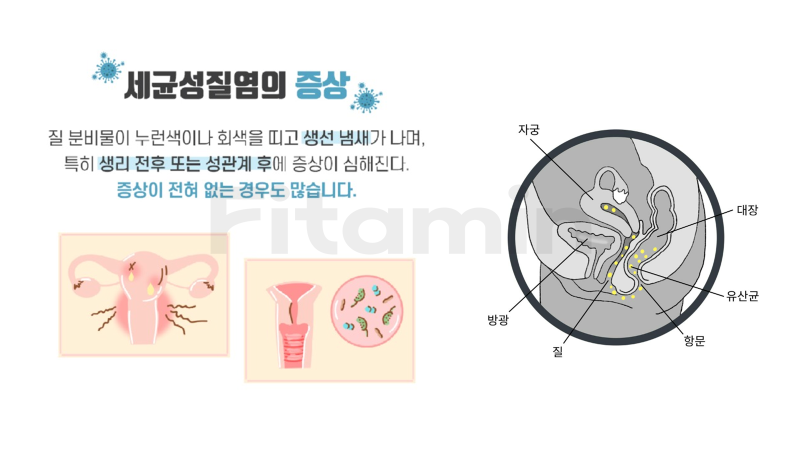 세균성질염의 증상
질 분비물이 누런색이나 회색을 띠고 생선 냄새가 나며,
특히 생리 전후 또는 성관계 후에 증상이 심해진다.
증상이 전혀 없는 경우도 많습니다.
Fitamin
자궁
대장
유산균
방광
항문
질